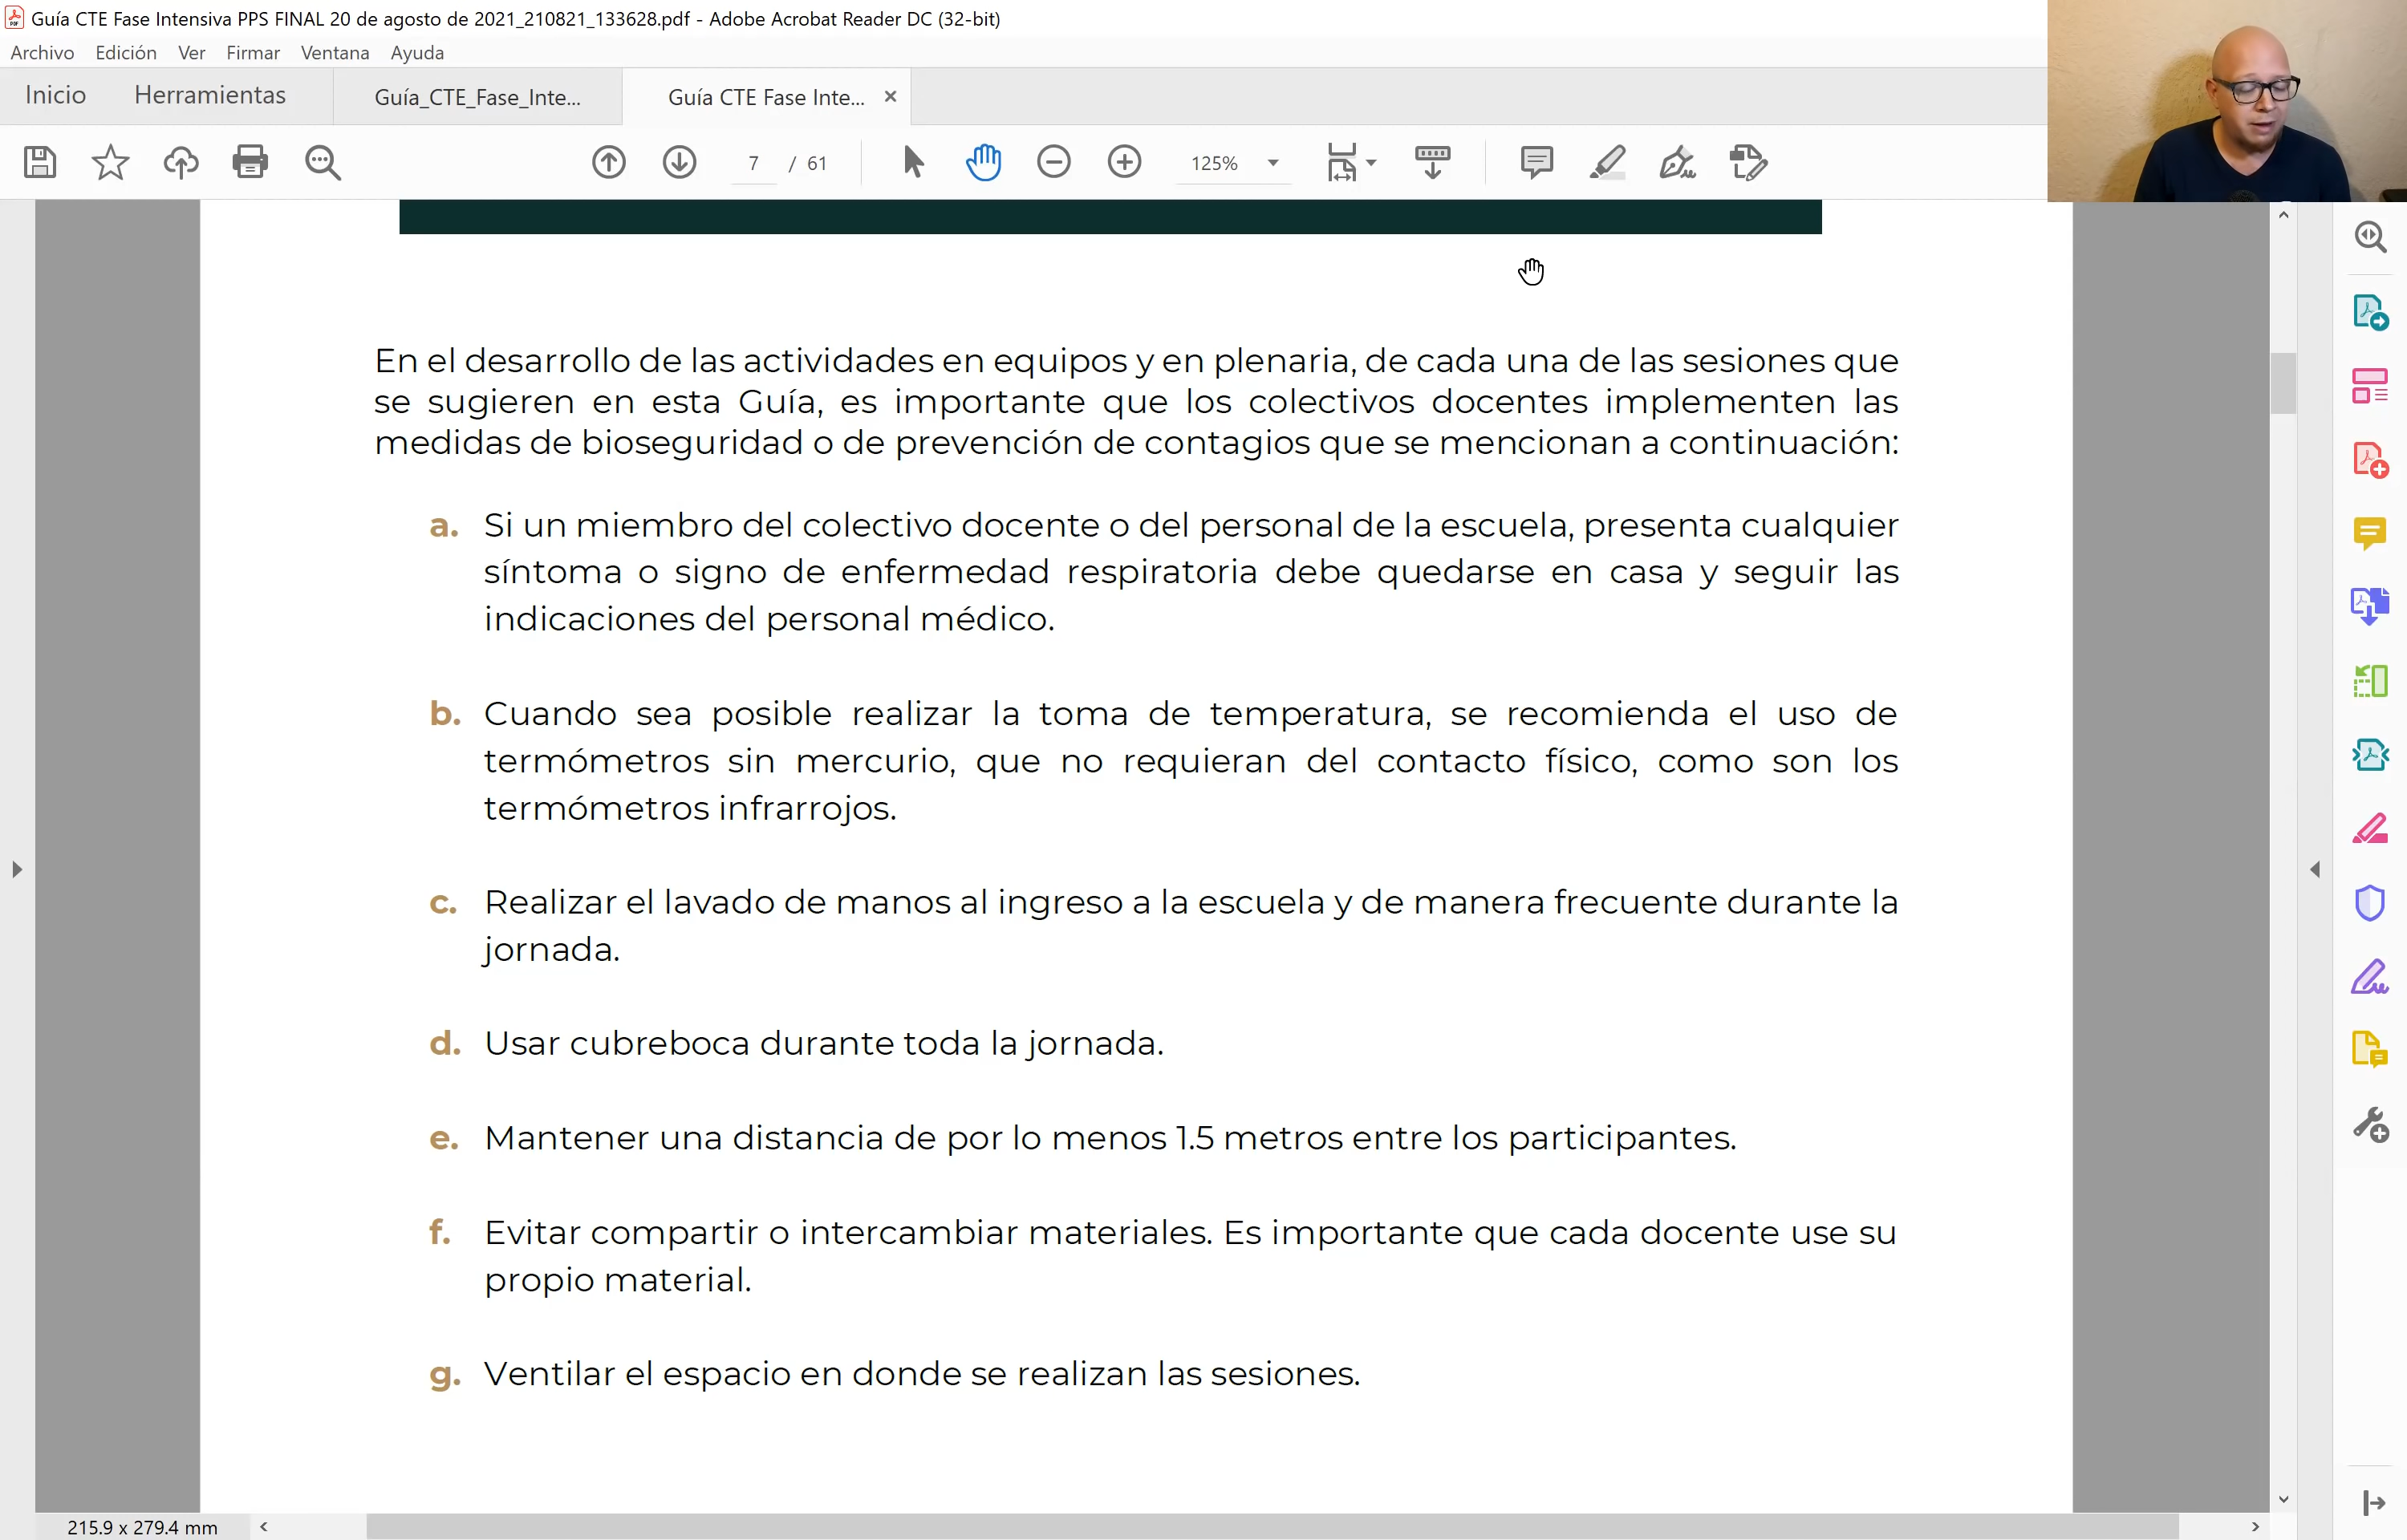 Guía CTE Fase Intensiva PPS FINAL 20 de agosto de 2021_210821_133628.pdf - Adobe Acrobat Reader DC (32-bit)
Archivo Edición Ver Firmar Ventana Ayuda
Inicio Herramientas Guía_CTE_Fase_Inte... Guía CTE Fase Inte... ×
7 / 61 125%
En el desarrollo de las actividades en equipos y en plenaria, de cada una de las sesiones que
se sugieren en esta Guía, es importante que los colectivos docentes implementen las
medidas de bioseguridad o de prevención de contagios que se mencionan a continuación:
a. Si un miembro del colectivo docente o del personal de la escuela, presenta cualquier
síntoma o signo de enfermedad respiratoria debe quedarse en casa y seguir las
indicaciones del personal médico.
b. Cuando sea posible realizar la toma de temperatura, se recomienda el uso de
termómetros sin mercurio, que no requieran del contacto físico, como son los
termómetros infrarrojos.
c. Realizar el lavado de manos al ingreso a la escuela y de manera frecuente durante la
jornada.
d. Usar cubreboca durante toda la jornada.
e. Mantener una distancia de por lo menos 1.5 metros entre los participantes.
f. Evitar compartir o intercambiar materiales. Es importante que cada docente use su
propio material.
g. Ventilar el espacio en donde se realizan las sesiones.
215.9 x 279.4 mm